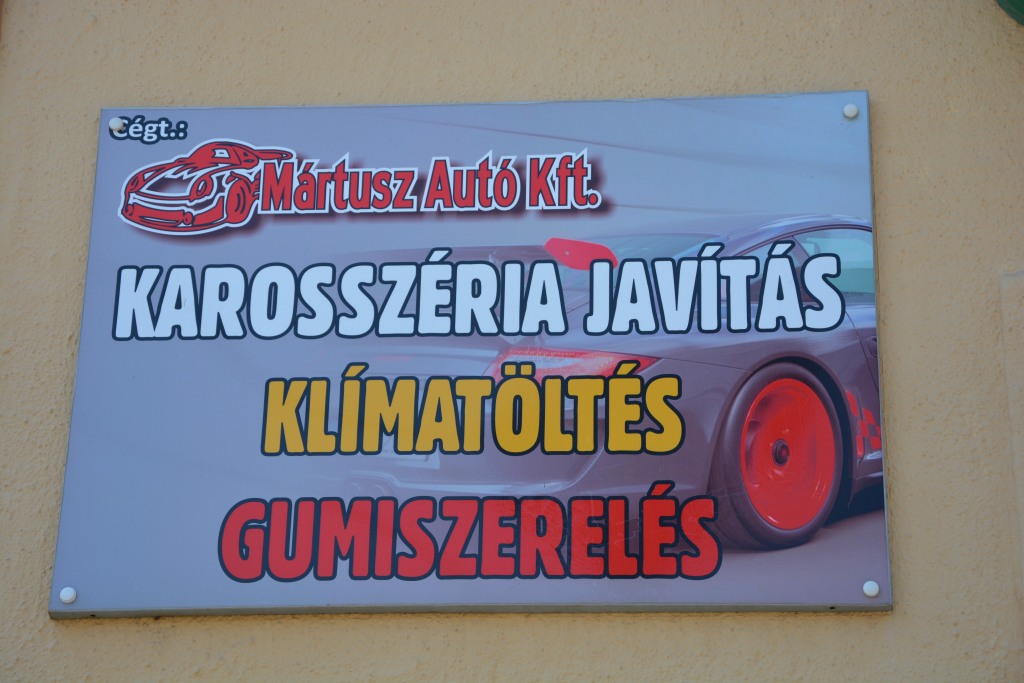 Cégt.:
Mártusz Autó Kft.
KAROSSZÉRIA JAVÍTÁS
KLÍMATÖLTÉS
GUMISZERELÉS